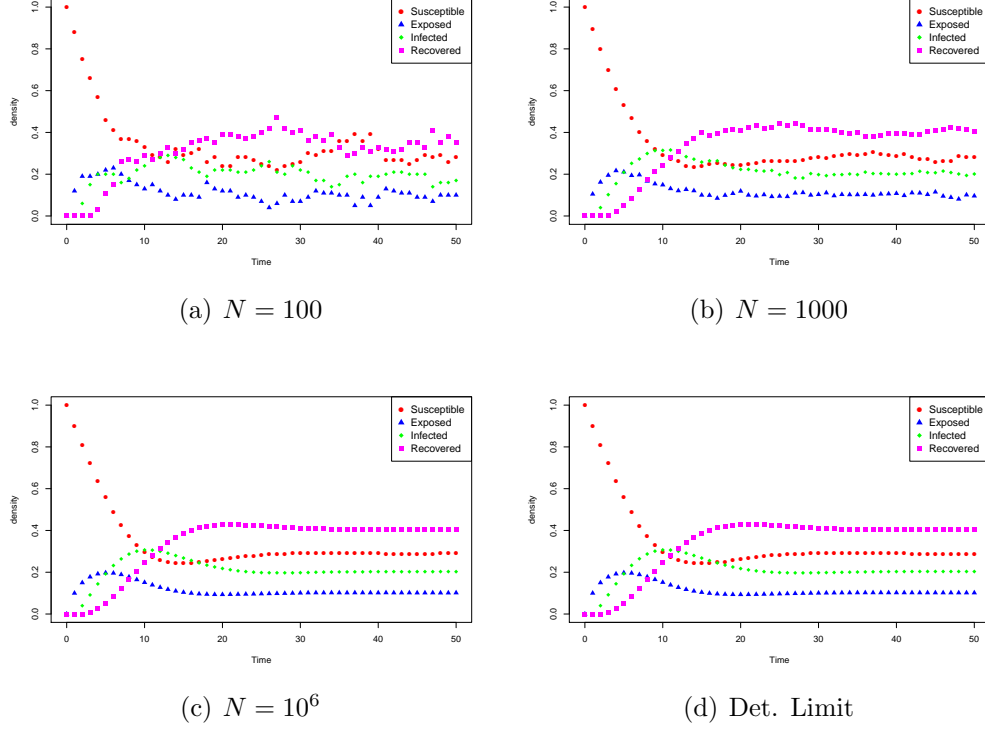 Susceptible
Exposed
Infected
Recovered
density
0.0 0.2 0.4 0.6 0.8 1.0
0 10 20 30 40 50
Time
(a) N = 100
Susceptible
Exposed
Infected
Recovered
density
0.0 0.2 0.4 0.6 0.8 1.0
0 10 20 30 40 50
Time
(b) N = 1000
Susceptible
Exposed
Infected
Recovered
density
0.0 0.2 0.4 0.6 0.8 1.0
0 10 20 30 40 50
Time
(c) N = 10⁶
Susceptible
Exposed
Infected
Recovered
density
0.0 0.2 0.4 0.6 0.8 1.0
0 10 20 30 40 50
Time
(d) Det. Limit